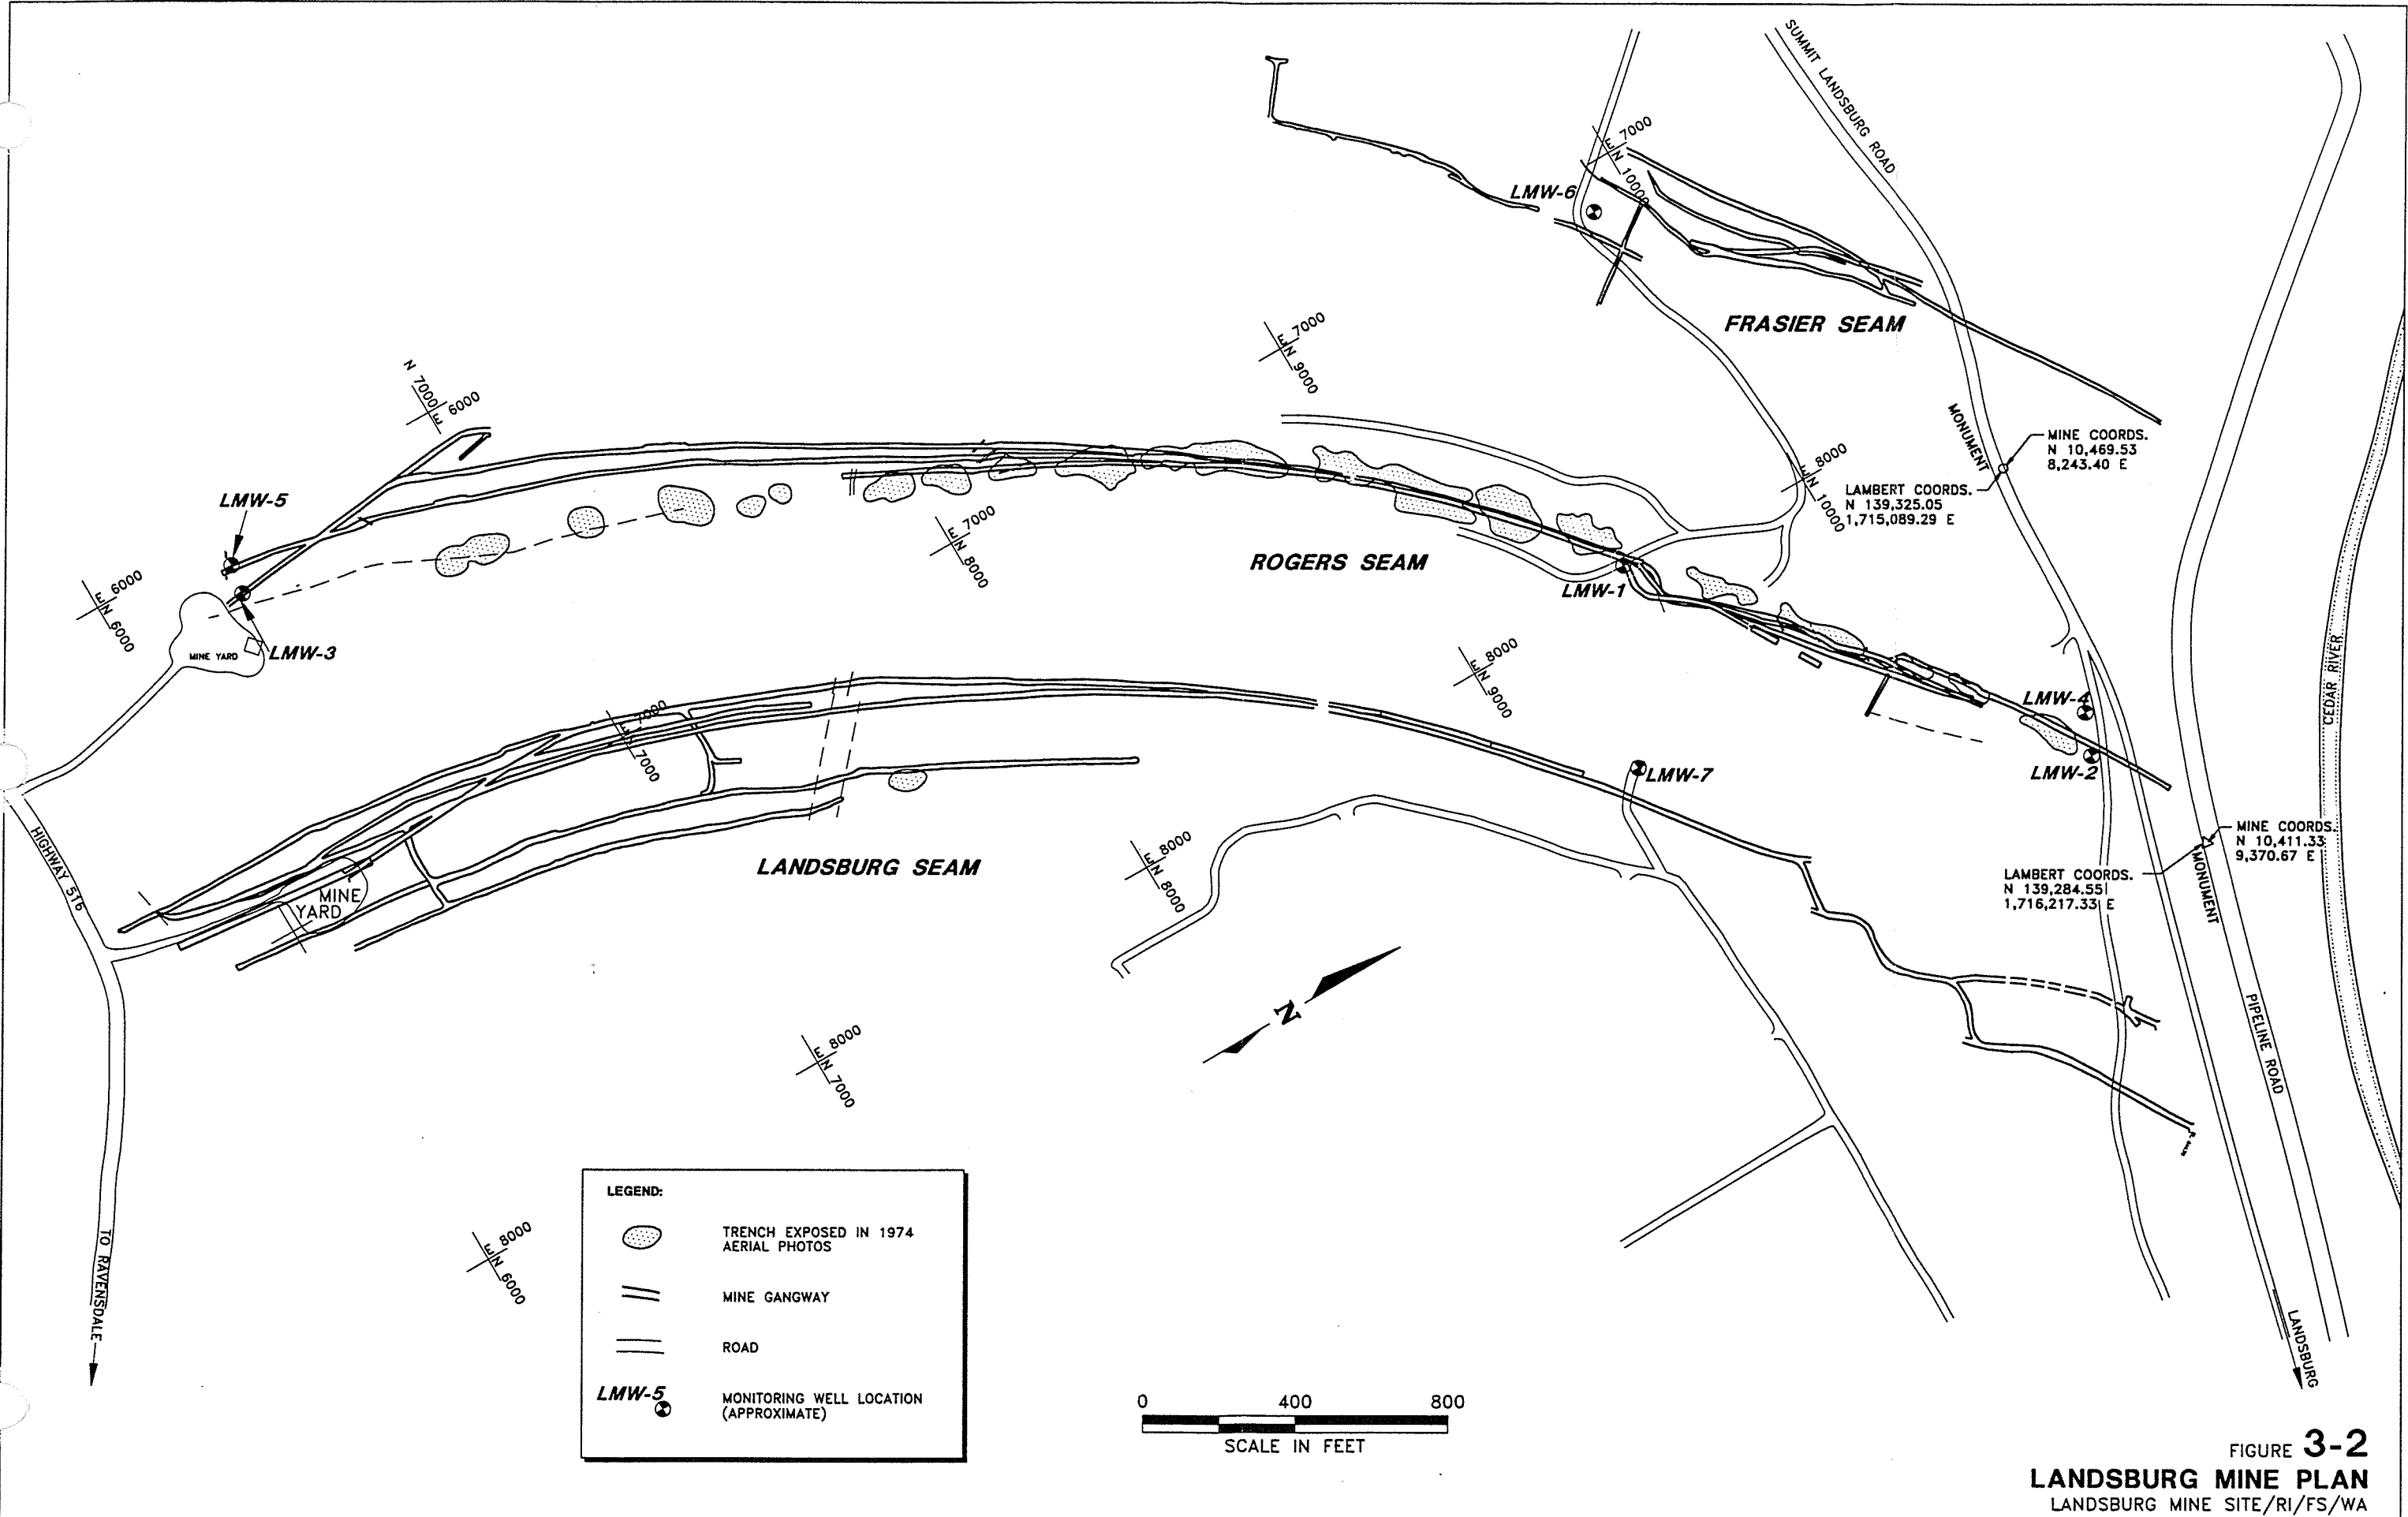 SUMMIT LANDSBURG ROAD
E 7000
N 10000
LMW-6
FRASIER SEAM
E 7000
N 9000
N 7000
E 6000
MONUMENT
MINE COORDS.
N 10,469.53
8,243.40 E
LAMBERT COORDS.
N 139,325.05
1,715,089.29 E
E 8000
N 10000
LMW-5
E 7000
N 8000
ROGERS SEAM
E 6000
N 6000
LMW-1
LMW-3
MINE YARD
E 8000
N 9000
CEDAR RIVER
LMW-4
E 7000
N 7000
LMW-7
LMW-2
MINE COORDS.
N 10,411.33
9,370.67 E
HIGHWAY 516
LANDSBURG SEAM
E 8000
N 8000
MONUMENT
LAMBERT COORDS.
N 139,284.55
1,716,217.33 E
MINE
YARD
N
PIPELINE ROAD
E 8000
N 7000
E 8000
N 6000
TO RAVENSDALE
LANDSBURG
LEGEND:
TRENCH EXPOSED IN 1974
AERIAL PHOTOS
MINE GANGWAY
ROAD
LMW-5
MONITORING WELL LOCATION
(APPROXIMATE)
0 400 800
SCALE IN FEET
FIGURE 3-2
LANDSBURG MINE PLAN
LANDSBURG MINE SITE/RI/FS/WA